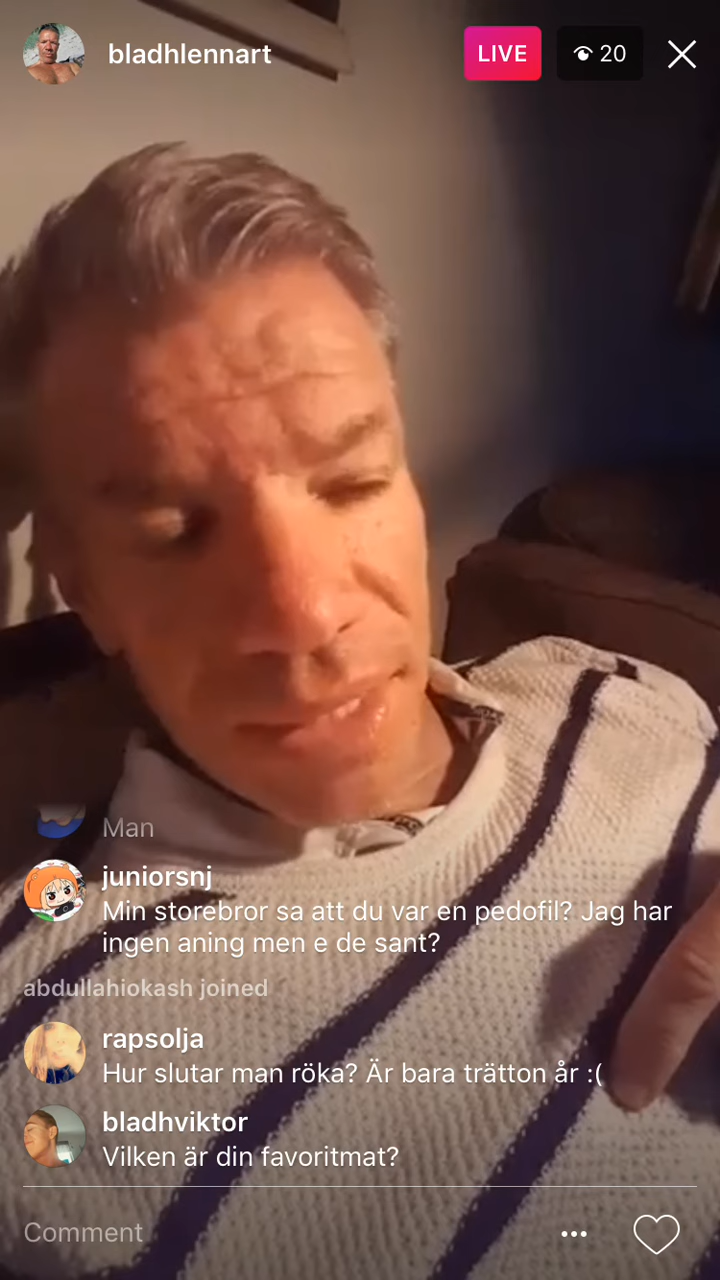 bladhlennart
LIVE
20
Man
juniorsnj
Min storebror sa att du var en pedofil? Jag har
ingen aning men e de sant?
abdullahiokash joined
rapsolja
Hur slutar man röka? Är bara trätton år :(
bladhviktor
Vilken är din favoritmat?
Comment